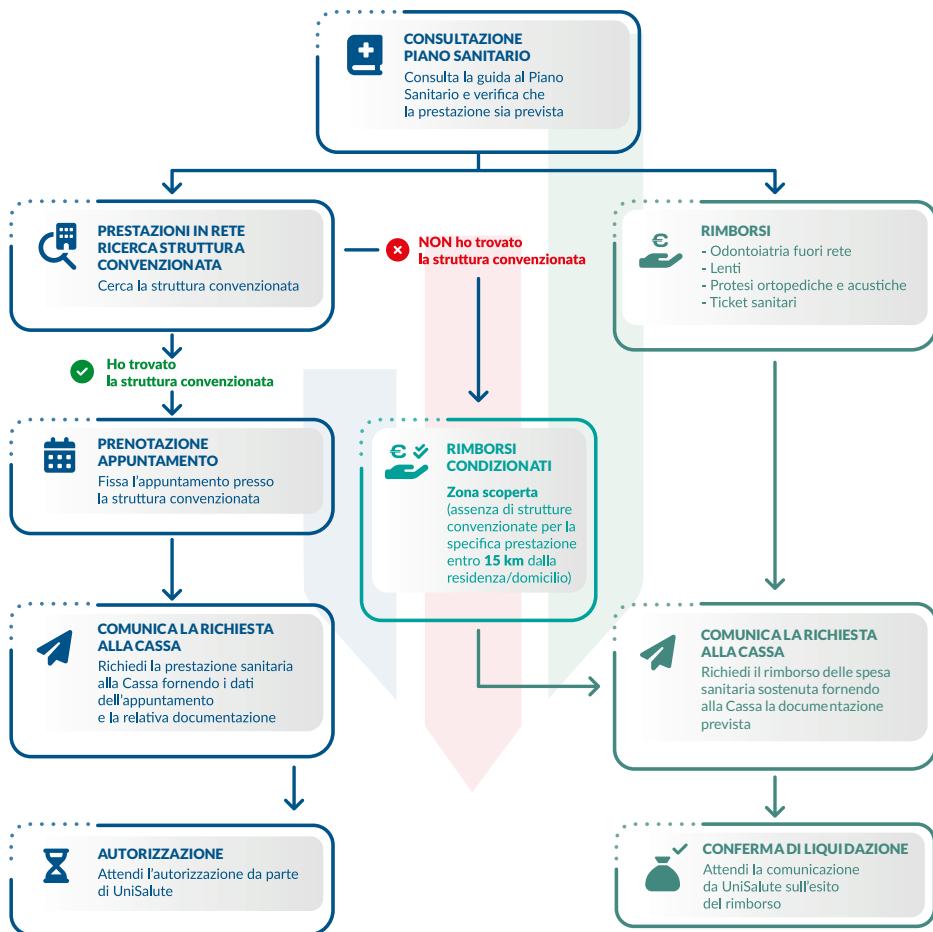 CONSULTAZIONE
PIANO SANITARIO
Consulta la guida al Piano
Sanitario e verifica che
la prestazione sia prevista
PRESTAZIONI IN RETE
RICERCA STRUTTURA
CONVENZIONATA
Cerca la struttura convenzionata
NON ho trovato
la struttura convenzionata
€
RIMBORSI
- Odontoiatria fuori rete
- Lenti
- Protesi ortopediche e acustiche
- Ticket sanitari
Ho trovato
la struttura convenzionata
PRENOTAZIONE
APPUNTAMENTO
Fissa l'appuntamento presso
la struttura convenzionata
€
RIMBORSI
CONDIZIONATI
Zona scoperta
(assenza di strutture
convenzionate per la
specifica prestazione
entro 15 km dalla
residenza/domicilio)
COMUNICA LA RICHIESTA
ALLA CASSA
Richiedi la prestazione sanitaria
alla Cassa fornendo i dati
dell'appuntamento
e la relativa documentazione
COMUNICA LA RICHIESTA
ALLA CASSA
Richiedi il rimborso delle spesa
sanitaria sostenuta fornendo
alla Cassa la documentazione
prevista
AUTORIZZAZIONE
Attendi l'autorizzazione da parte
di UniSalute
CONFERMA DI LIQUIDAZIONE
Attendi la comunicazione
da UniSalute sull'esito
del rimborso